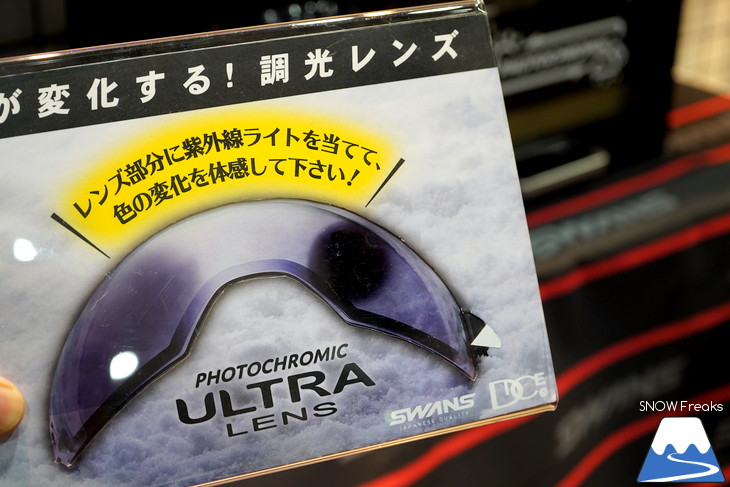 が変化する!調光レンズ
レンズ部分に紫外線ライトを当てて、
色の変化を体感して下さい!
PHOTOCHROMIC
ULTRA
LENS
SWANS
JAPANESE QUALITY
SNOW Freaks